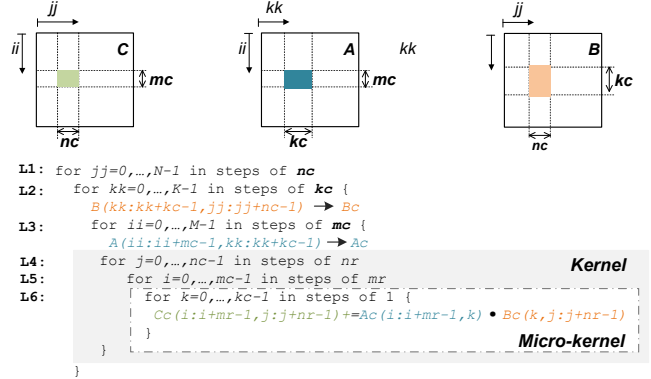 jj
kk
jj
ii
C
ii
A
kk
B
mc
mc
kc
nc
kc
nc
L1: for jj=0,…,N-1 in steps of nc
L2: for kk=0,…,K-1 in steps of kc {
B(kk:kk+kc-1,jj:jj+nc-1) → Bc
L3: for ii=0,…,M-1 in steps of mc {
A(ii:ii+mc-1,kk:kk+kc-1) → Ac
L4: for j=0,…,nc-1 in steps of nr
Kernel
L5: for i=0,…,mc-1 in steps of mr
L6: for k=0,…,kc-1 in steps of 1 {
Cc(i:i+mr-1,j:j+nr-1)+=Ac(i:i+mr-1,k) • Bc(k,j:j+nr-1)
}
Micro-kernel
}
}